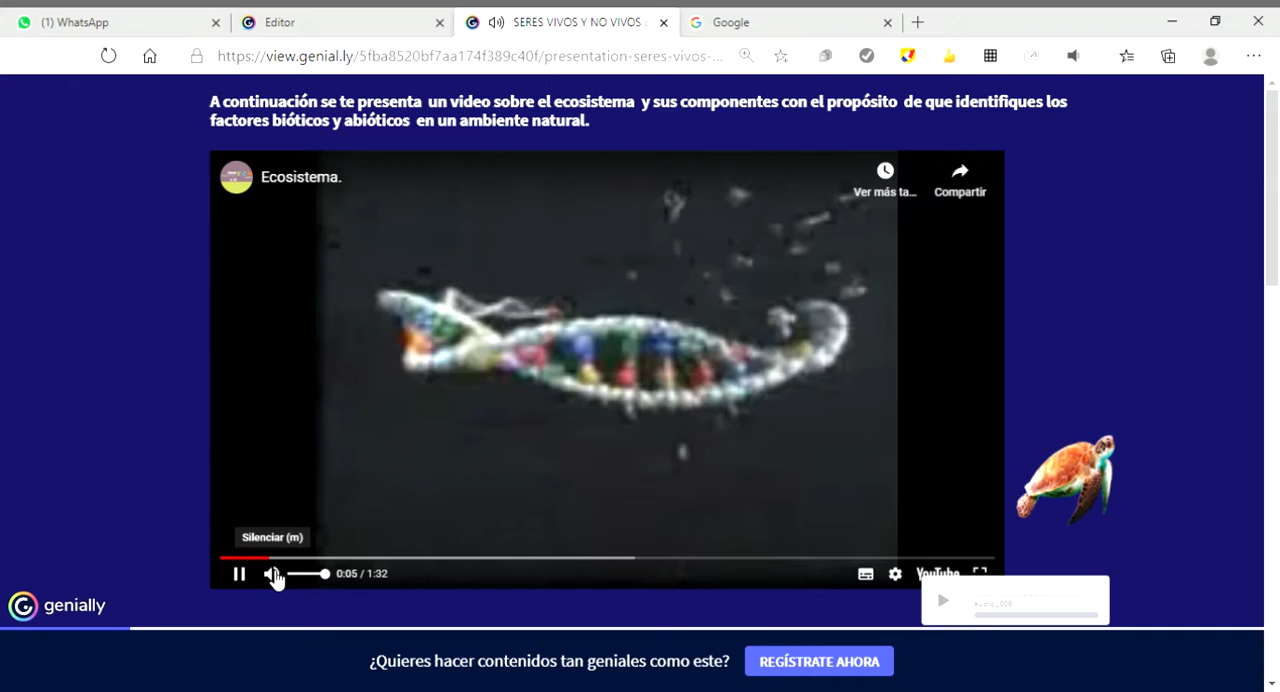 (1) WhatsApp
Editor
SERES VIVOS Y NO VIVOS
Google
https://view.genial.ly/5fba8520bf7aa174f389c40f/presentation-seres-vivos-...
A continuación se te presenta un video sobre el ecosistema y sus componentes con el propósito de que identifiques los
factores bióticos y abióticos en un ambiente natural.
Ecosistema.
Ver más ta...
Compartir
Silenciar (m)
0:05 / 1:32
YouTube
genially
¿Quieres hacer contenidos tan geniales como este?
REGÍSTRATE AHORA